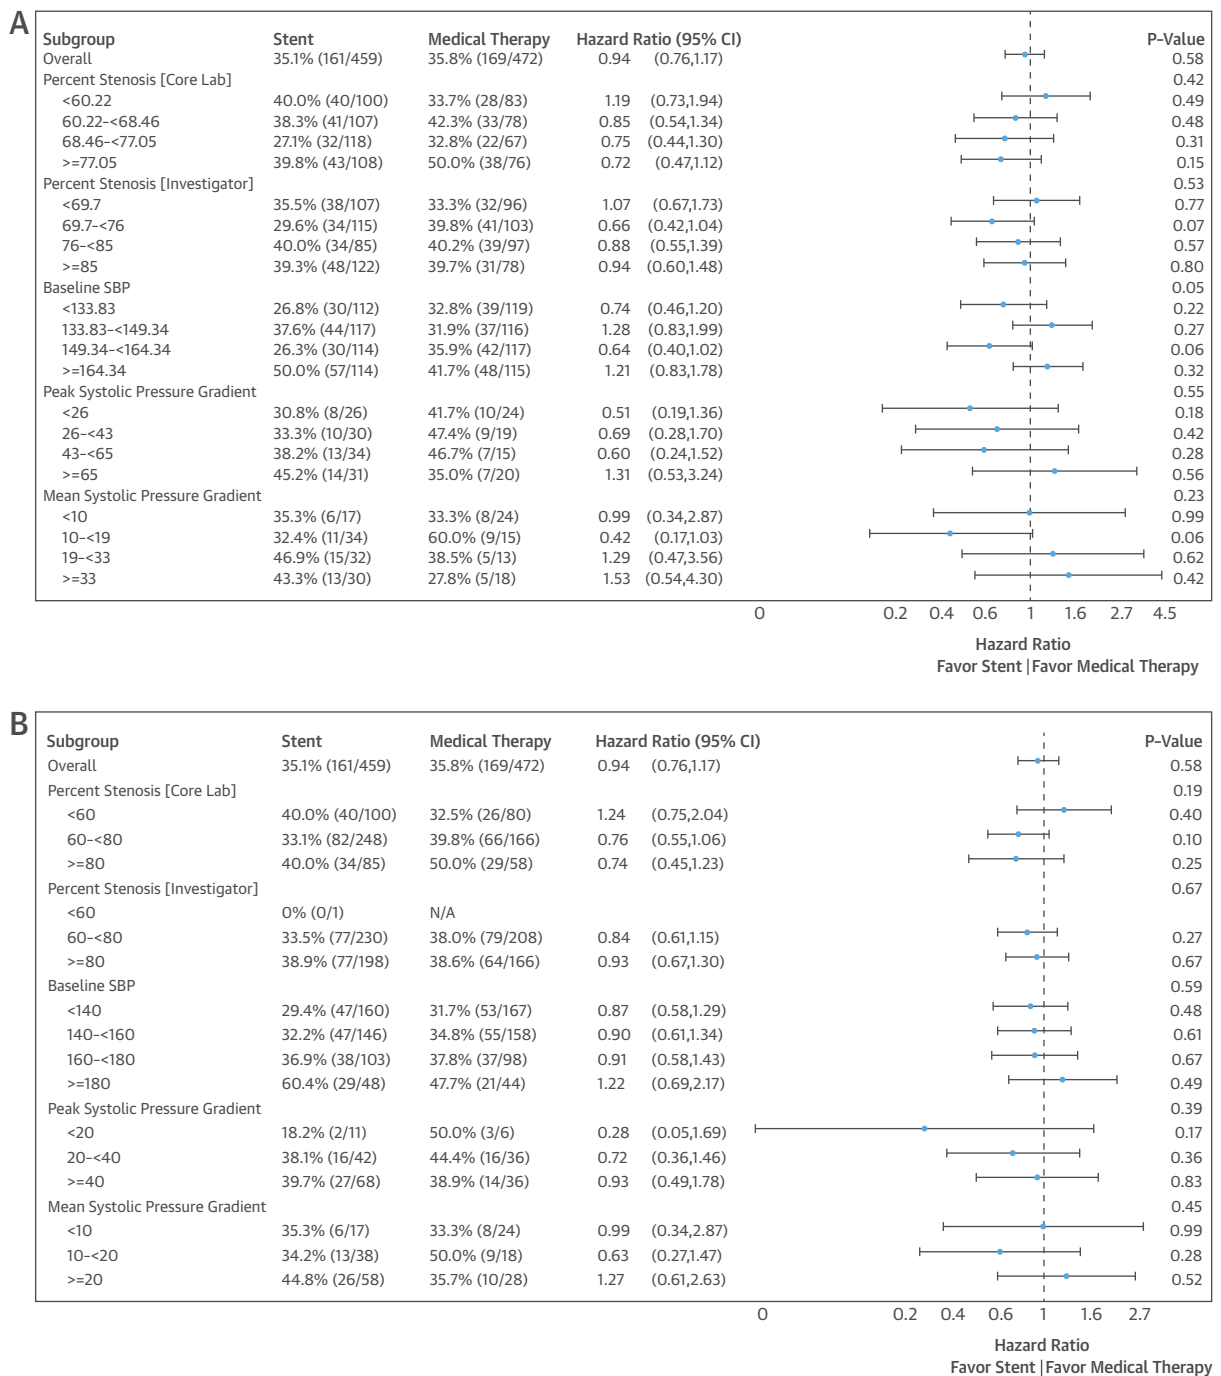 A
Subgroup Stent Medical Therapy Hazard Ratio (95% CI) P-Value
Overall 35.1% (161/459) 35.8% (169/472) 0.94 (0.76,1.17) 0.58
Percent Stenosis [Core Lab] 0.42
<60.22 40.0% (40/100) 33.7% (28/83) 1.19 (0.73,1.94) 0.49
60.22-<68.46 38.3% (41/107) 42.3% (33/78) 0.85 (0.54,1.34) 0.48
68.46-<77.05 27.1% (32/118) 32.8% (22/67) 0.75 (0.44,1.30) 0.31
>=77.05 39.8% (43/108) 50.0% (38/76) 0.72 (0.47,1.12) 0.15
Percent Stenosis [Investigator] 0.53
<69.7 35.5% (38/107) 33.3% (32/96) 1.07 (0.67,1.73) 0.77
69.7-<76 29.6% (34/115) 39.8% (41/103) 0.66 (0.42,1.04) 0.07
76-<85 40.0% (34/85) 40.2% (39/97) 0.88 (0.55,1.39) 0.57
>=85 39.3% (48/122) 39.7% (31/78) 0.94 (0.60,1.48) 0.80
Baseline SBP 0.05
<133.83 26.8% (30/112) 32.8% (39/119) 0.74 (0.46,1.20) 0.22
133.83-<149.34 37.6% (44/117) 31.9% (37/116) 1.28 (0.83,1.99) 0.27
149.34-<164.34 26.3% (30/114) 35.9% (42/117) 0.64 (0.40,1.02) 0.06
>=164.34 50.0% (57/114) 41.7% (48/115) 1.21 (0.83,1.78) 0.32
Peak Systolic Pressure Gradient 0.55
<26 30.8% (8/26) 41.7% (10/24) 0.51 (0.19,1.36) 0.18
26-<43 33.3% (10/30) 47.4% (9/19) 0.69 (0.28,1.70) 0.42
43-<65 38.2% (13/34) 46.7% (7/15) 0.60 (0.24,1.52) 0.28
>=65 45.2% (14/31) 35.0% (7/20) 1.31 (0.53,3.24) 0.56
Mean Systolic Pressure Gradient 0.23
<10 35.3% (6/17) 33.3% (8/24) 0.99 (0.34,2.87) 0.99
10-<19 32.4% (11/34) 60.0% (9/15) 0.42 (0.17,1.03) 0.06
19-<33 46.9% (15/32) 38.5% (5/13) 1.29 (0.47,3.56) 0.62
>=33 43.3% (13/30) 27.8% (5/18) 1.53 (0.54,4.30) 0.42
0 0.2 0.4 0.6 1 1.6 2.7 4.5
Hazard Ratio
Favor Stent | Favor Medical Therapy
B
Subgroup Stent Medical Therapy Hazard Ratio (95% CI) P-Value
Overall 35.1% (161/459) 35.8% (169/472) 0.94 (0.76,1.17) 0.58
Percent Stenosis [Core Lab] 0.19
<60 40.0% (40/100) 32.5% (26/80) 1.24 (0.75,2.04) 0.40
60-<80 33.1% (82/248) 39.8% (66/166) 0.76 (0.55,1.06) 0.10
>=80 40.0% (34/85) 50.0% (29/58) 0.74 (0.45,1.23) 0.25
Percent Stenosis [Investigator] 0.67
<60 0% (0/1) N/A
60-<80 33.5% (77/230) 38.0% (79/208) 0.84 (0.61,1.15) 0.27
>=80 38.9% (77/198) 38.6% (64/166) 0.93 (0.67,1.30) 0.67
Baseline SBP 0.59
<140 29.4% (47/160) 31.7% (53/167) 0.87 (0.58,1.29) 0.48
140-<160 32.2% (47/146) 34.8% (55/158) 0.90 (0.61,1.34) 0.61
160-<180 36.9% (38/103) 37.8% (37/98) 0.91 (0.58,1.43) 0.67
>=180 60.4% (29/48) 47.7% (21/44) 1.22 (0.69,2.17) 0.49
Peak Systolic Pressure Gradient 0.39
<20 18.2% (2/11) 50.0% (3/6) 0.28 (0.05,1.69) 0.17
20-<40 38.1% (16/42) 44.4% (16/36) 0.72 (0.36,1.46) 0.36
>=40 39.7% (27/68) 38.9% (14/36) 0.93 (0.49,1.78) 0.83
Mean Systolic Pressure Gradient 0.45
<10 35.3% (6/17) 33.3% (8/24) 0.99 (0.34,2.87) 0.99
10-<20 34.2% (13/38) 50.0% (9/18) 0.63 (0.27,1.47) 0.28
>=20 44.8% (26/58) 35.7% (10/28) 1.27 (0.61,2.63) 0.52
0 0.2 0.4 0.6 1 1.6 2.7
Hazard Ratio
Favor Stent | Favor Medical Therapy